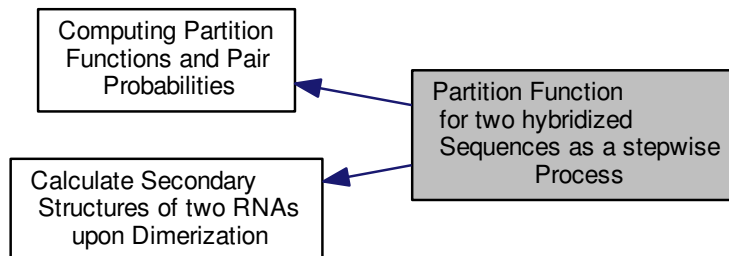 Computing Partition
Functions and Pair
Probabilities
Partition Function
for two hybridized
Sequences as a stepwise
Process
Calculate Secondary
Structures of two RNAs
upon Dimerization